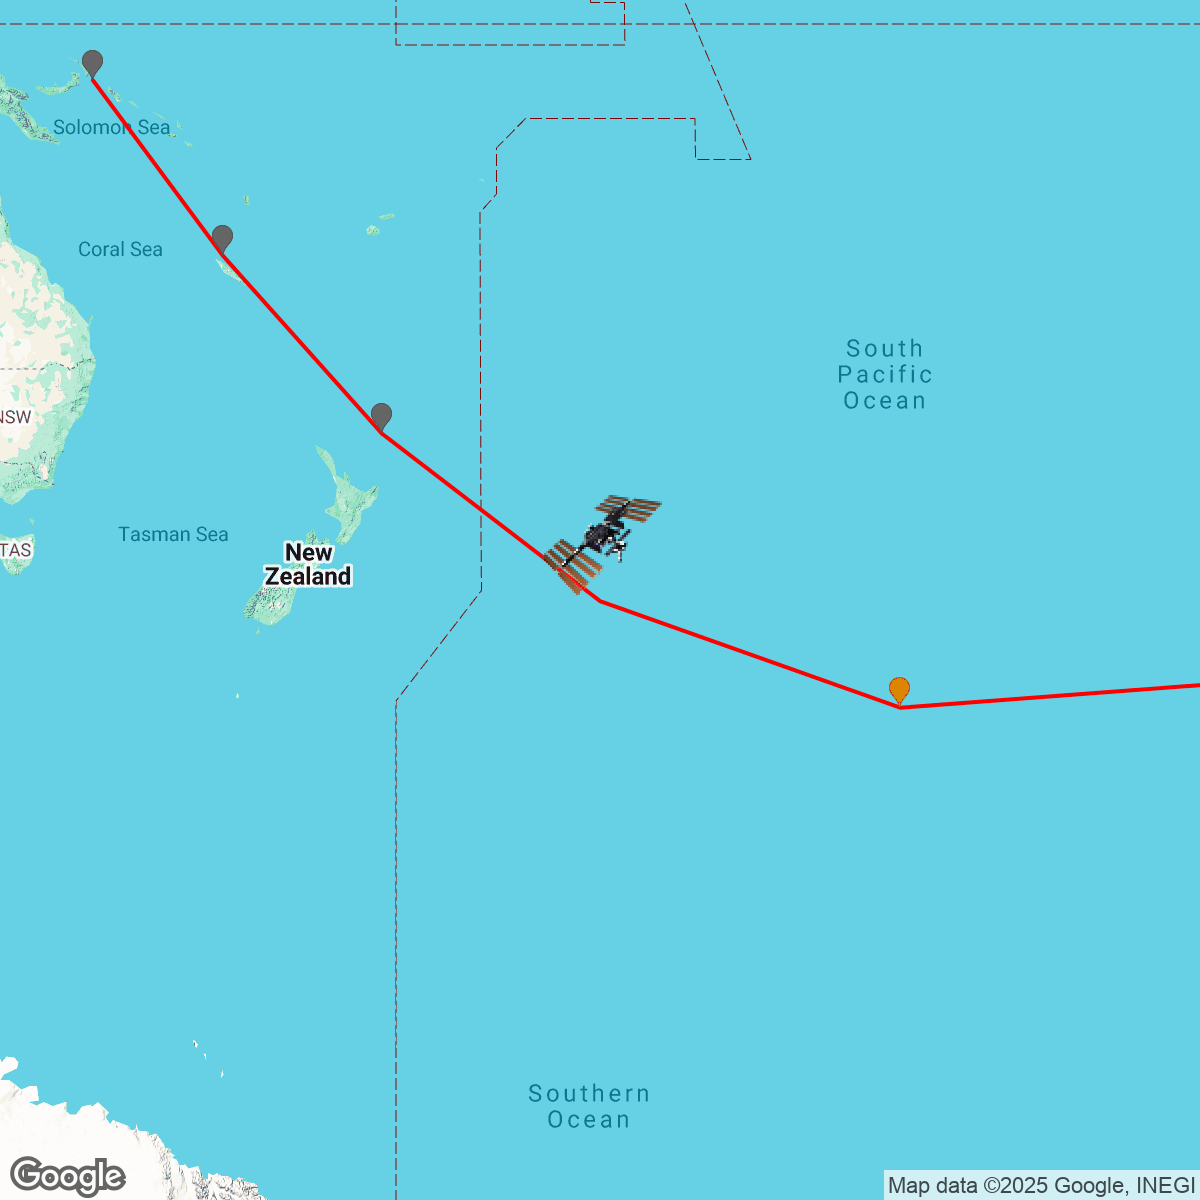 Solomon Sea
Coral Sea
South
Pacific
Ocean
NSW
Tasman Sea
TAS
New
Zealand
Southern
Ocean
Google
Map data ©2025 Google, INEGI